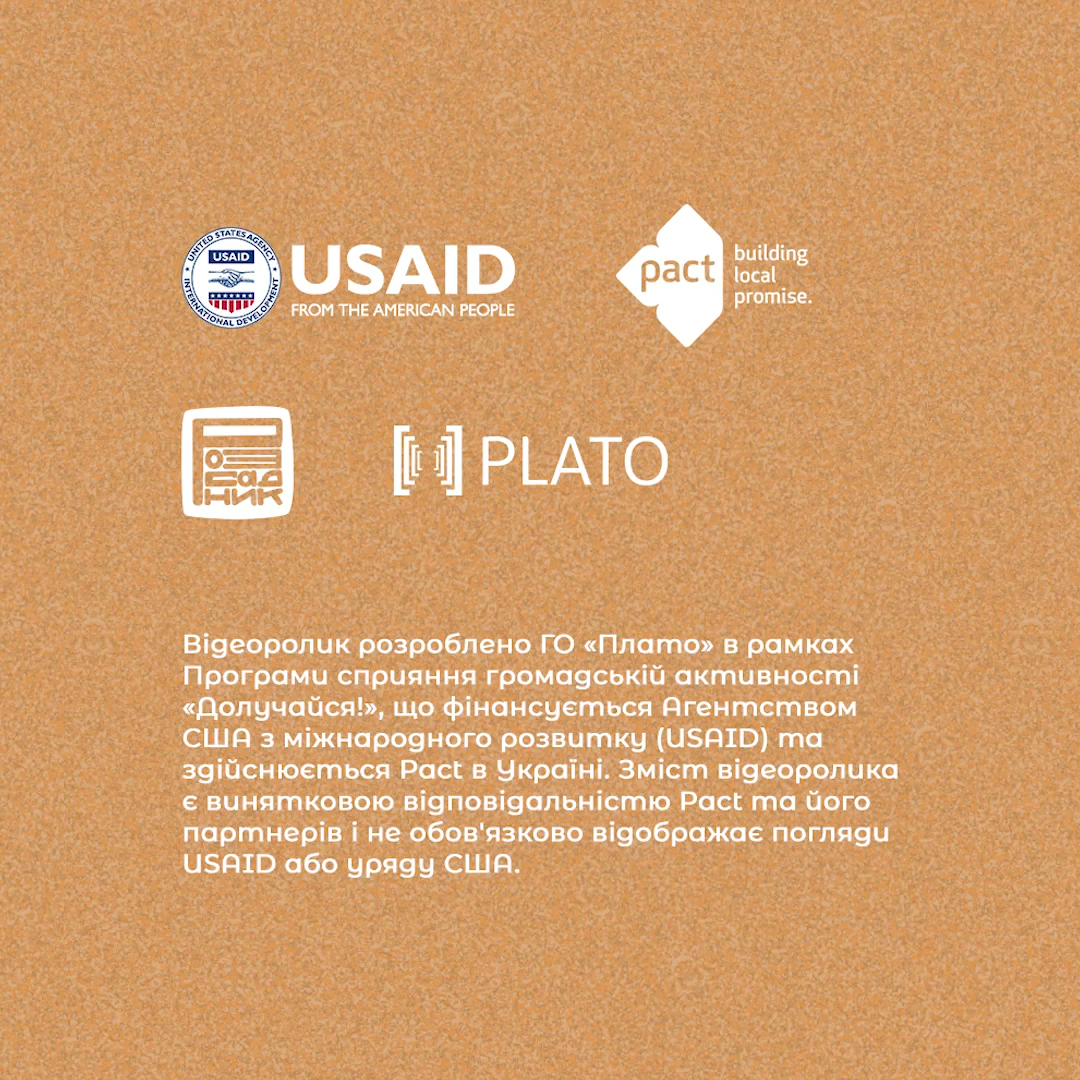 UNITED STATES AGENCY
USAID
INTERNATIONAL DEVELOPMENT
USAID
FROM THE AMERICAN PEOPLE
pact
building
local
promise.
PLATO
Відеоролик розроблено ГО «Плато» в рамках
Програми сприяння громадській активності
«Долучайся!», що фінансується Агентством
США з міжнародного розвитку (USAID) та
здійснюється Pact в Україні. Зміст відеоролика
є винятковою відповідальністю Pact та його
партнерів і не обов'язково відображає погляди
USAID або уряду США.